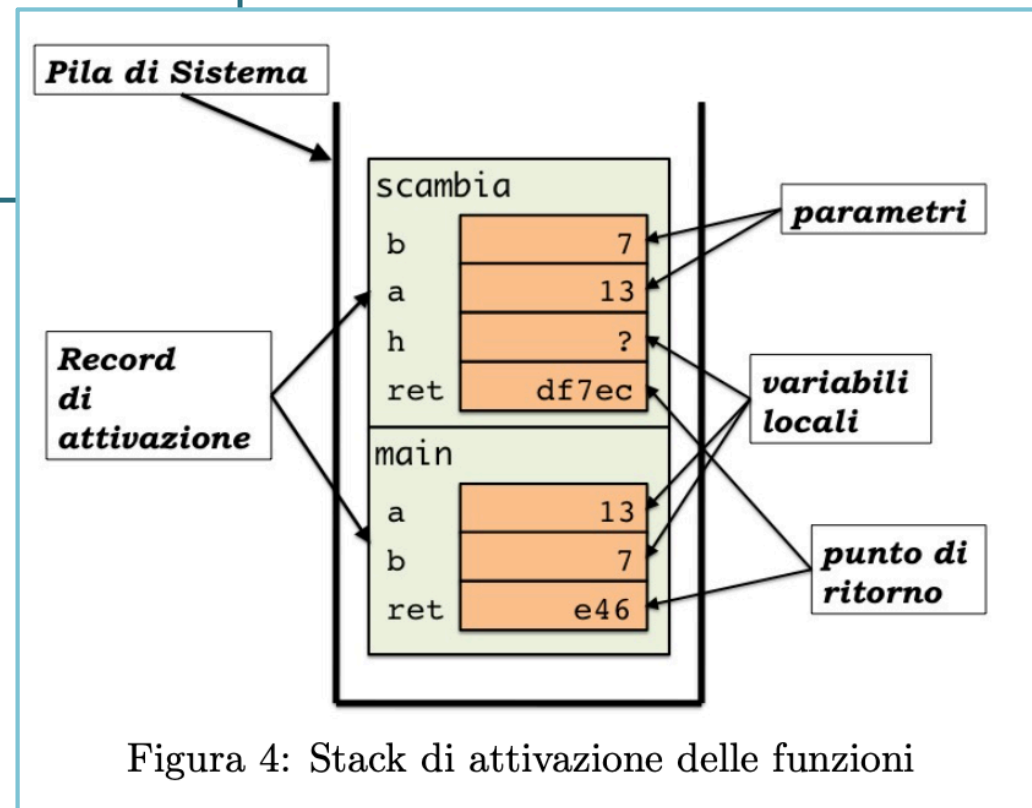 Pila di Sistema
scambia
b 7
a 13
h ?
ret df7ec
parametri
Record
di
attivazione
variabili
locali
main
a 13
b 7
ret e46
punto di
ritorno
Figura 4: Stack di attivazione delle funzioni